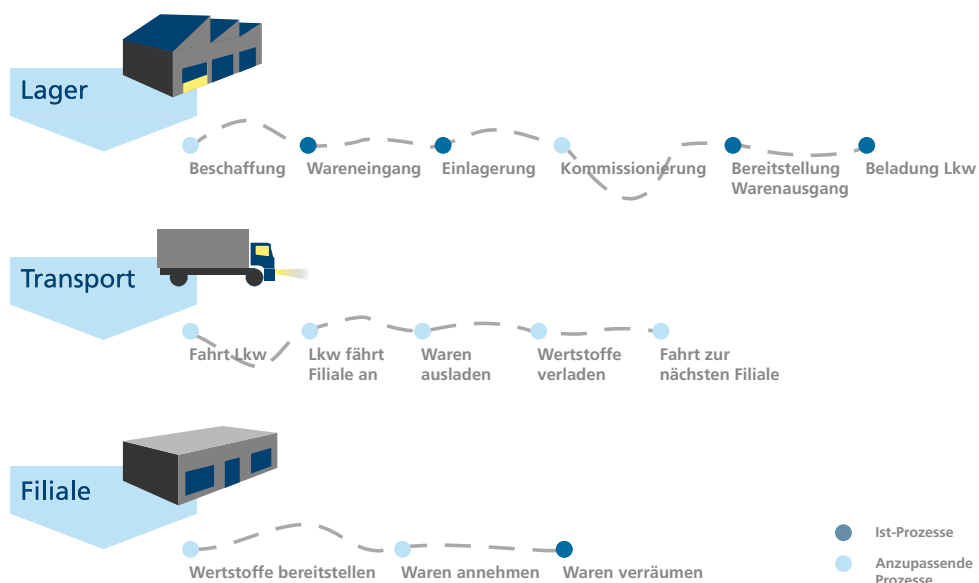 Lager
Beschaffung
Wareneingang
Einlagerung
Kommissionierung
Bereitstellung
Warenausgang
Beladung Lkw
Transport
Fahrt Lkw
Lkw fährt
Filiale an
Waren
ausladen
Wertstoffe
verladen
Fahrt zur
nächsten Filiale
Filiale
Wertstoffe bereitstellen
Waren annehmen
Waren verräumen
Ist-Prozesse
Anzupassende
Prozesse